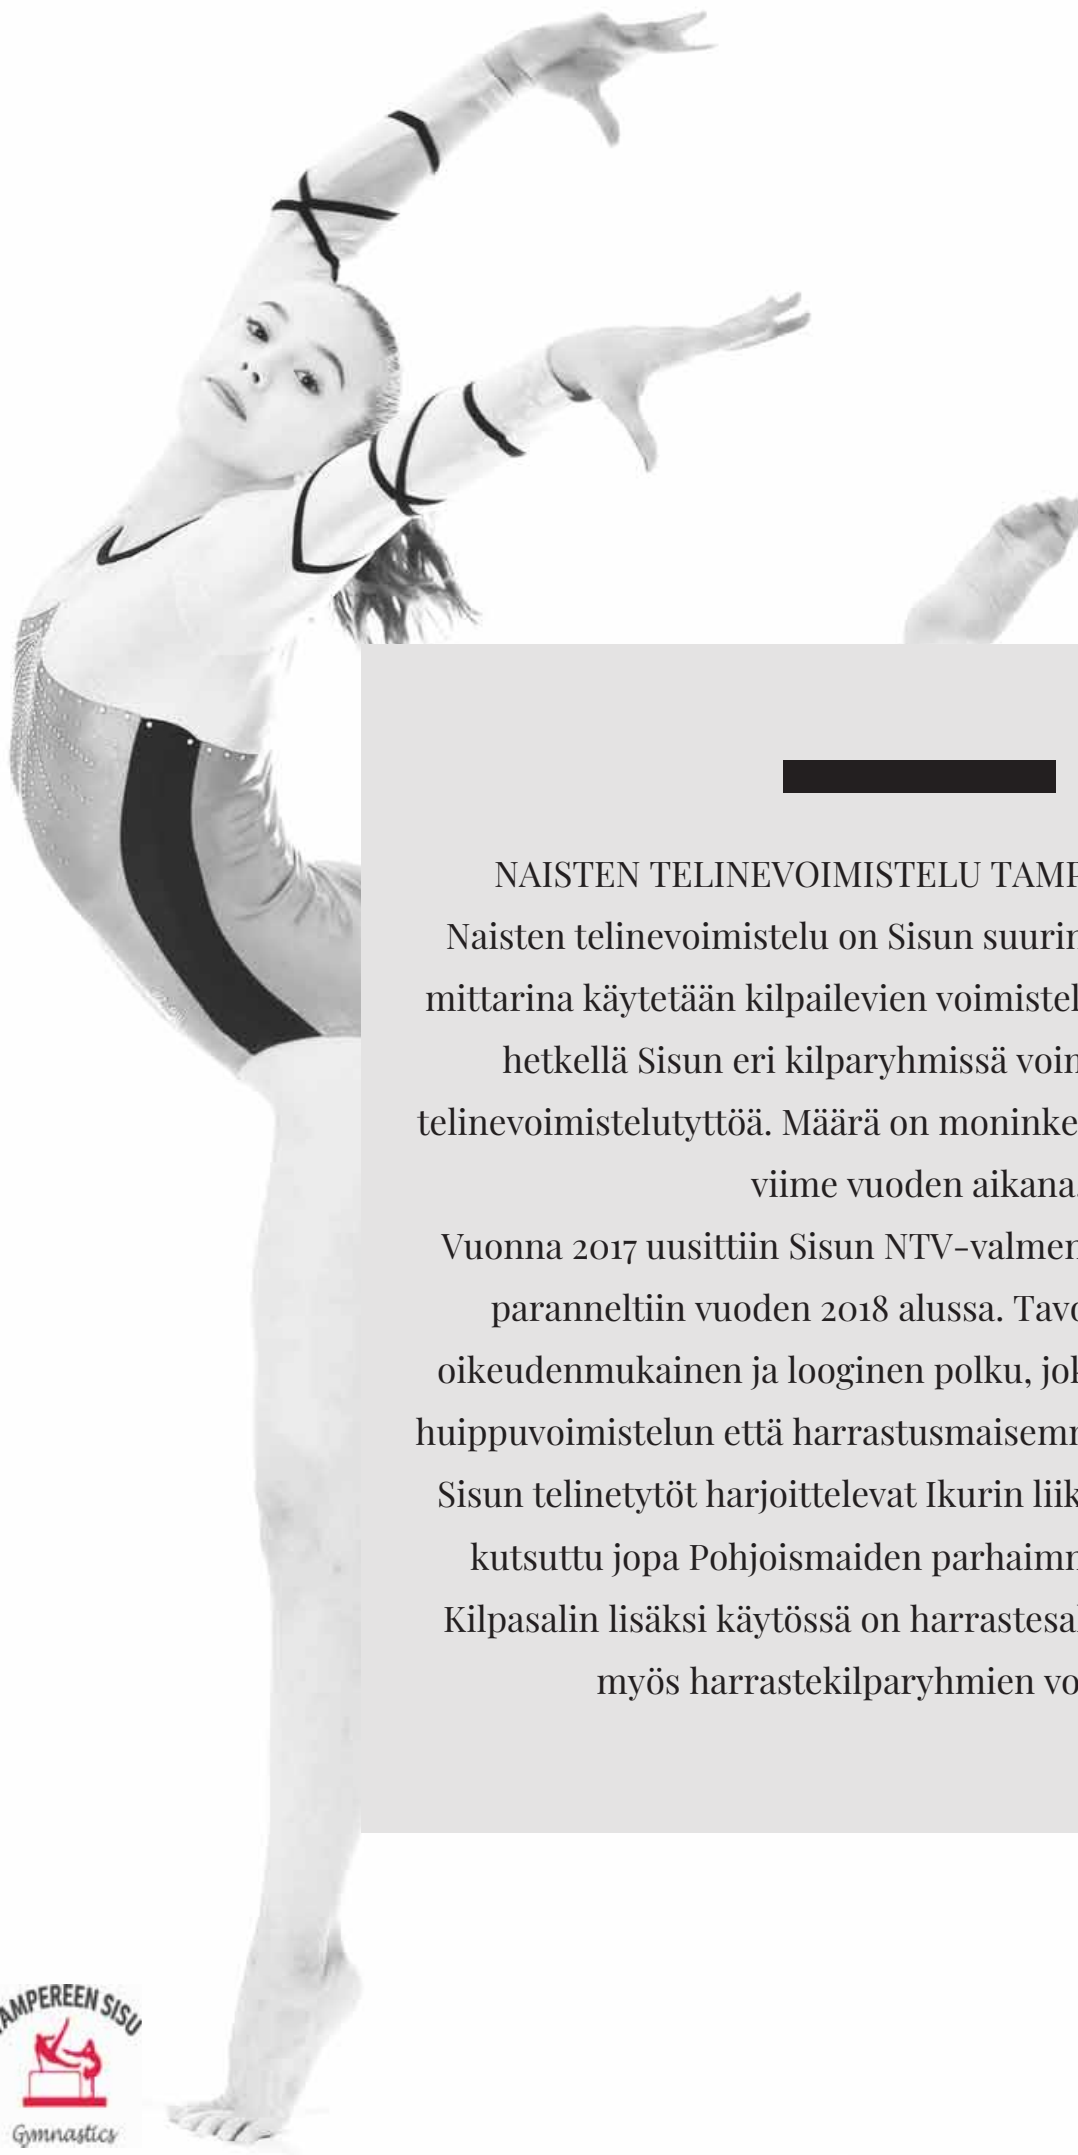 NAISTEN TELINEVOIMISTELU TAMP
Naisten telinevoimistelu on Sisun suurin
mittarina käytetään kilpailevien voimistel
hetkellä Sisun eri kilparyhmissä voim
telinevoimistelutyttöä. Määrä on moninke
viime vuoden aikana.
Vuonna 2017 uusittiin Sisun NTV-valmen
paranneltiin vuoden 2018 alussa. Tavo
oikeudenmukainen ja looginen polku, jok
huippuvoimistelun että harrastusmaisemm
Sisun telinetytöt harjoittelevat Ikurin liik
kutsuttu jopa Pohjoismaiden parhaimm
Kilpasalin lisäksi käytössä on harrastesal
myös harrastekilparyhmien vo
TAMPEREEN SISU
Gymnastics